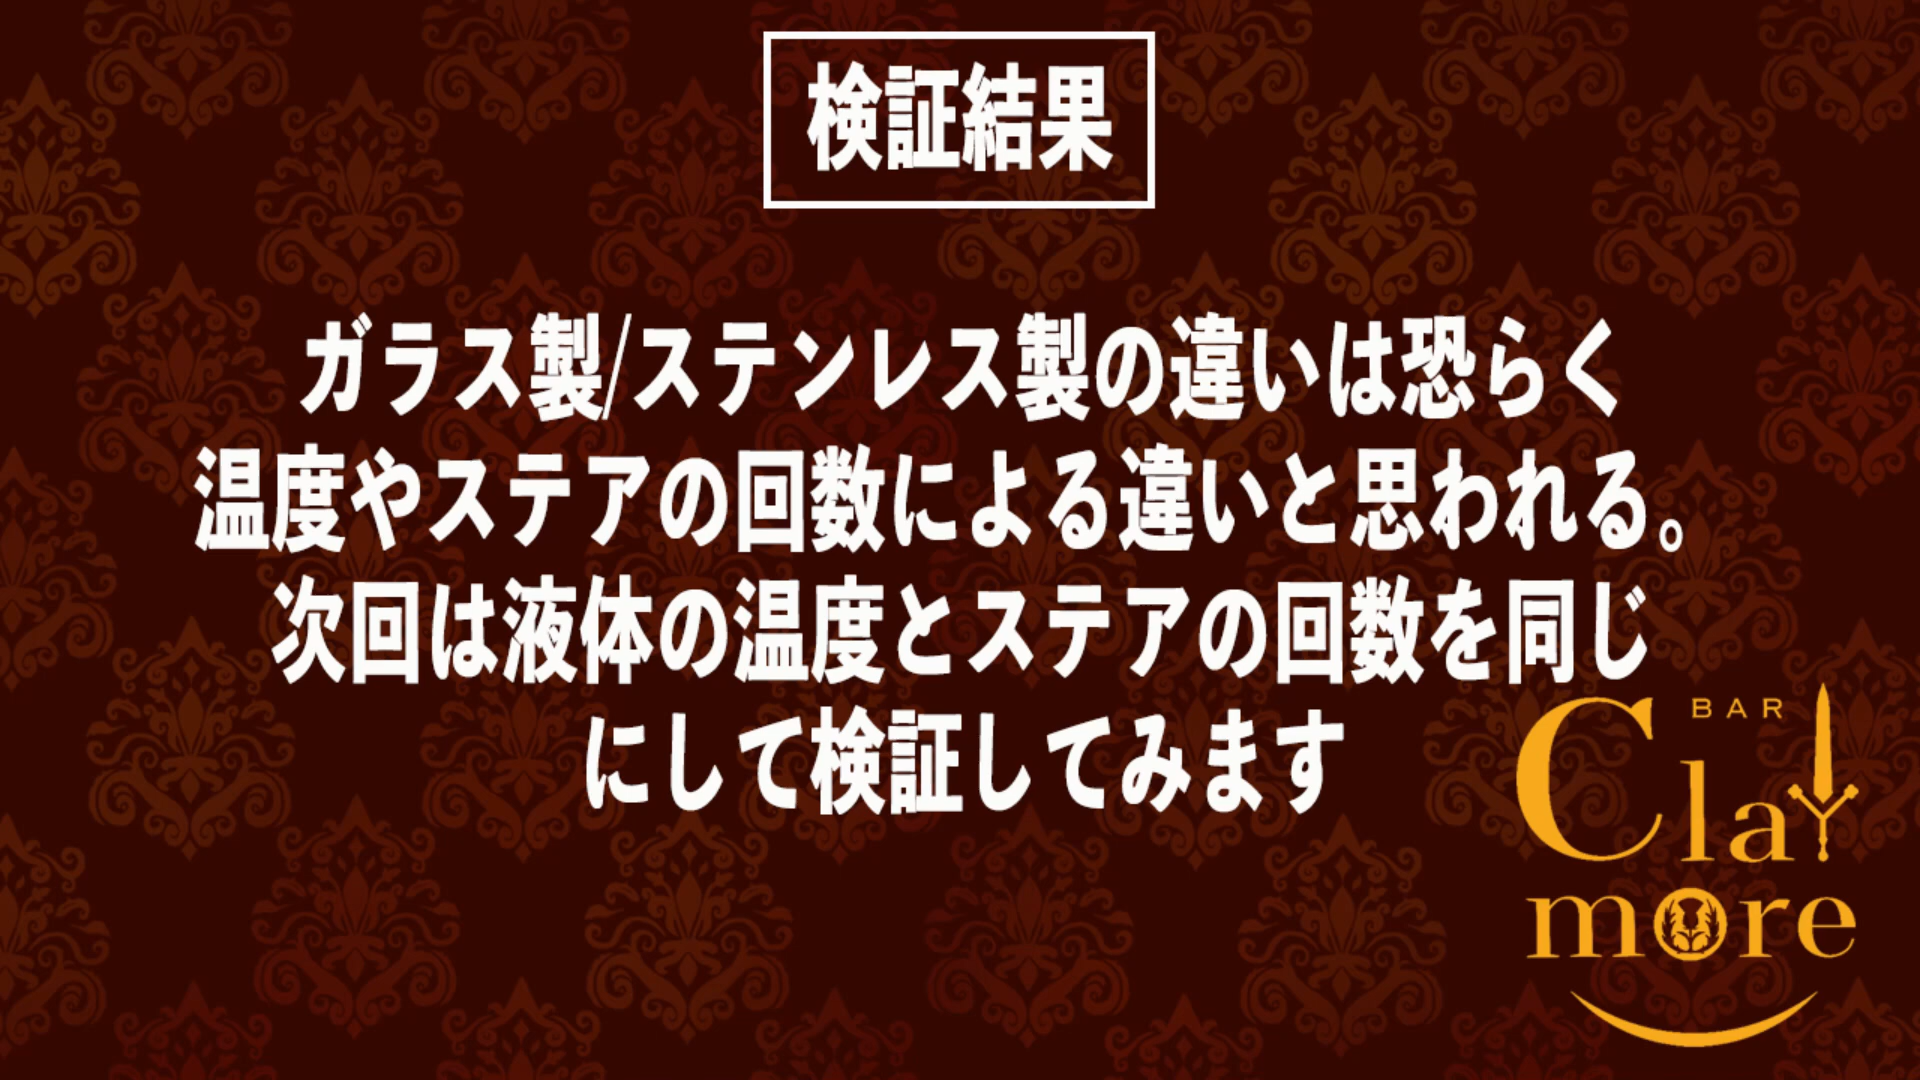 検証結果
ガラス製/ステンレス製の違いは恐らく
温度やステアの回数による違いと思われる。
次回は液体の温度とステアの回数を同じ
にして検証してみます
BAR
Clay
more